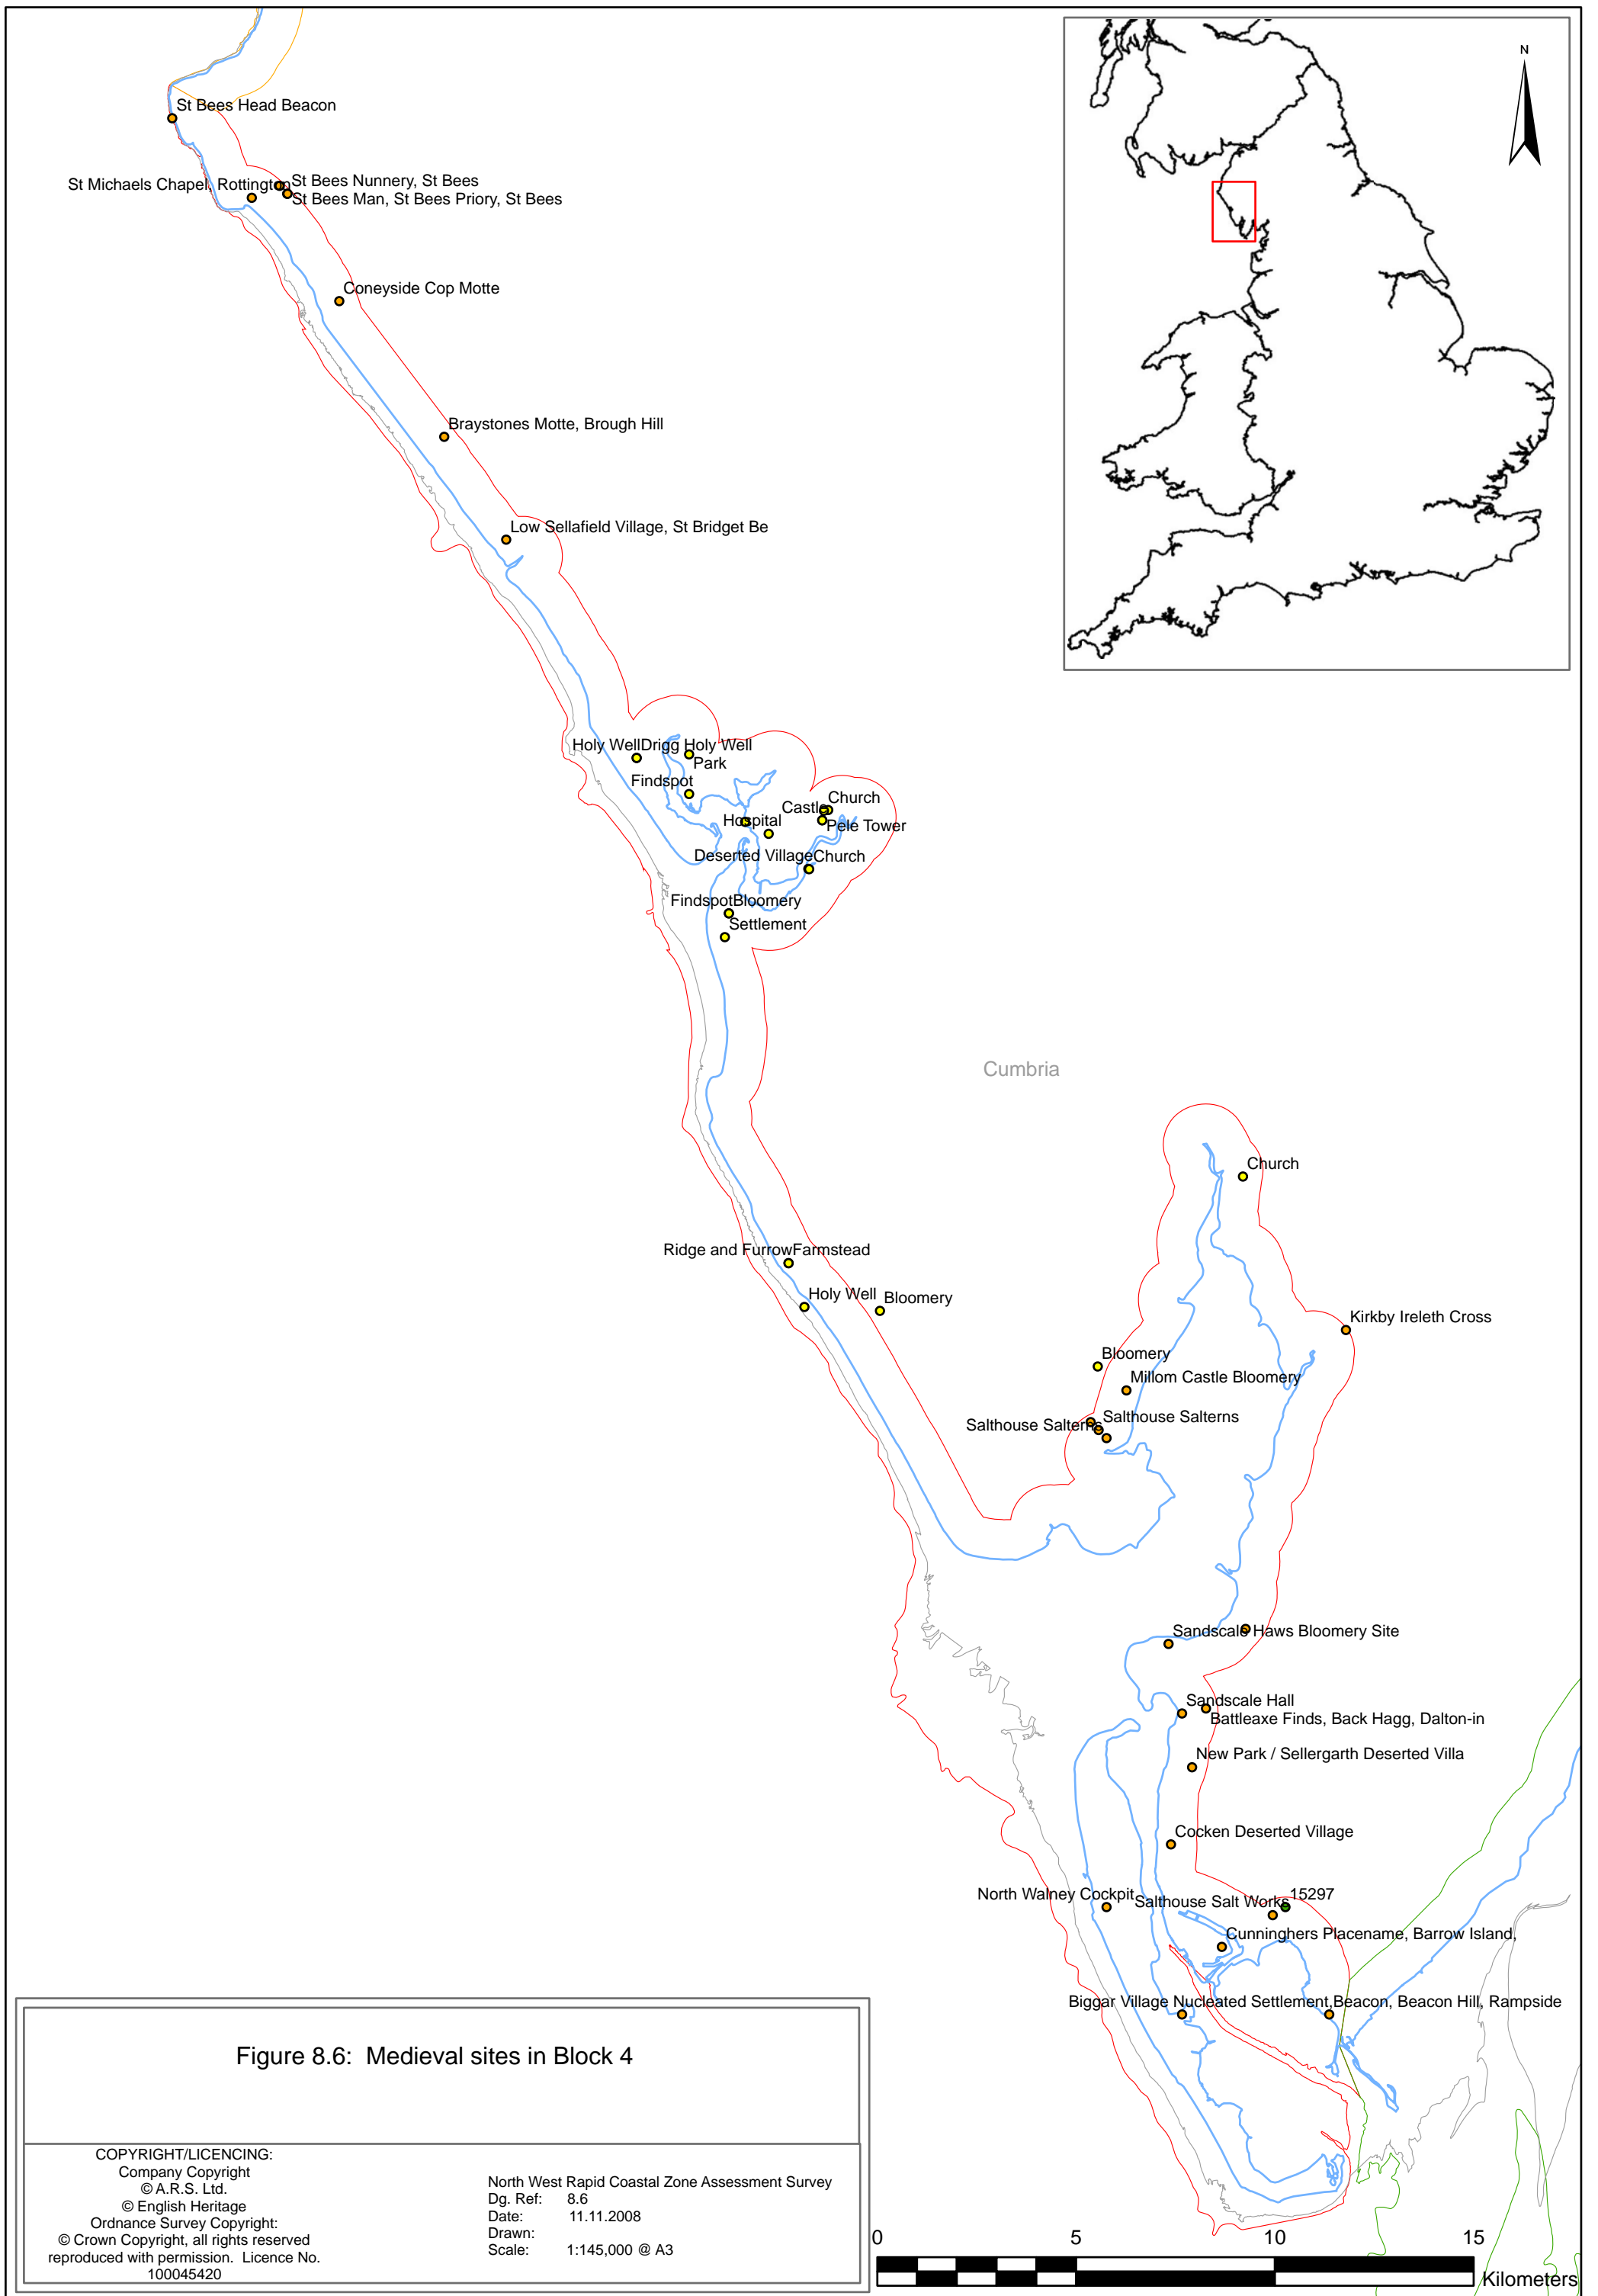 N
St Bees Head Beacon
St Michaels Chapel, Rottington
St Bees Nunnery, St Bees
St Bees Man, St Bees Priory, St Bees
Coneyside Cop Motte
Braystones Motte, Brough Hill
Low Sellafield Village, St Bridget Be
Holy Well
Drigg Holy Well
Park
Findspot
Castle
Church
Hospital
Pele Tower
Deserted Village
Church
Findspot
Bloomery
Settlement
Cumbria
Church
Ridge and Furrow
Farmstead
Holy Well
Bloomery
Kirkby Ireleth Cross
Bloomery
Millom Castle Bloomery
Salthouse Salterns
Salthouse Salterns
Sandscale Haws Bloomery Site
Sandscale Hall
Battleaxe Finds, Back Hagg, Dalton-in
New Park / Sellergarth Deserted Villa
Cocken Deserted Village
North Walney Cockpit
Salthouse Salt Works
15297
Cunninghers Placename, Barrow Island,
Biggar Village Nucleated Settlement,
Beacon, Beacon Hill, Rampside
Figure 8.6: Medieval sites in Block 4
COPYRIGHT/LICENCING:
Company Copyright
© A.R.S. Ltd.
© English Heritage
Ordnance Survey Copyright:
© Crown Copyright, all rights reserved
reproduced with permission. Licence No.
100045420
North West Rapid Coastal Zone Assessment Survey
Dg. Ref: 8.6
Date: 11.11.2008
Drawn:
Scale: 1:145,000 @ A3
0 5 10 15
Kilometers